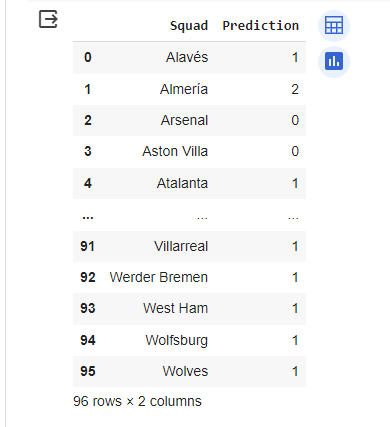 Squad Prediction
0 Alavés 1
1 Almería 2
2 Arsenal 0
3 Aston Villa 0
4 Atalanta 1
... ... ...
91 Villarreal 1
92 Werder Bremen 1
93 West Ham 1
94 Wolfsburg 1
95 Wolves 1
96 rows × 2 columns